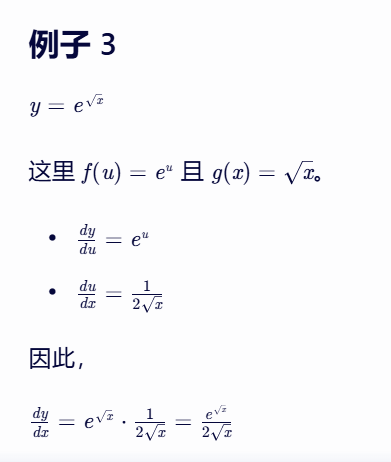 例子 3
y = e^{\sqrt{x}}
这里 f(u) = e^u 且 g(x) = \sqrt{x}。
• \frac{dy}{du} = e^u
• \frac{du}{dx} = \frac{1}{2\sqrt{x}}
因此，
\frac{dy}{dx} = e^{\sqrt{x}} · \frac{1}{2\sqrt{x}} = \frac{e^{\sqrt{x}}}{2\sqrt{x}}